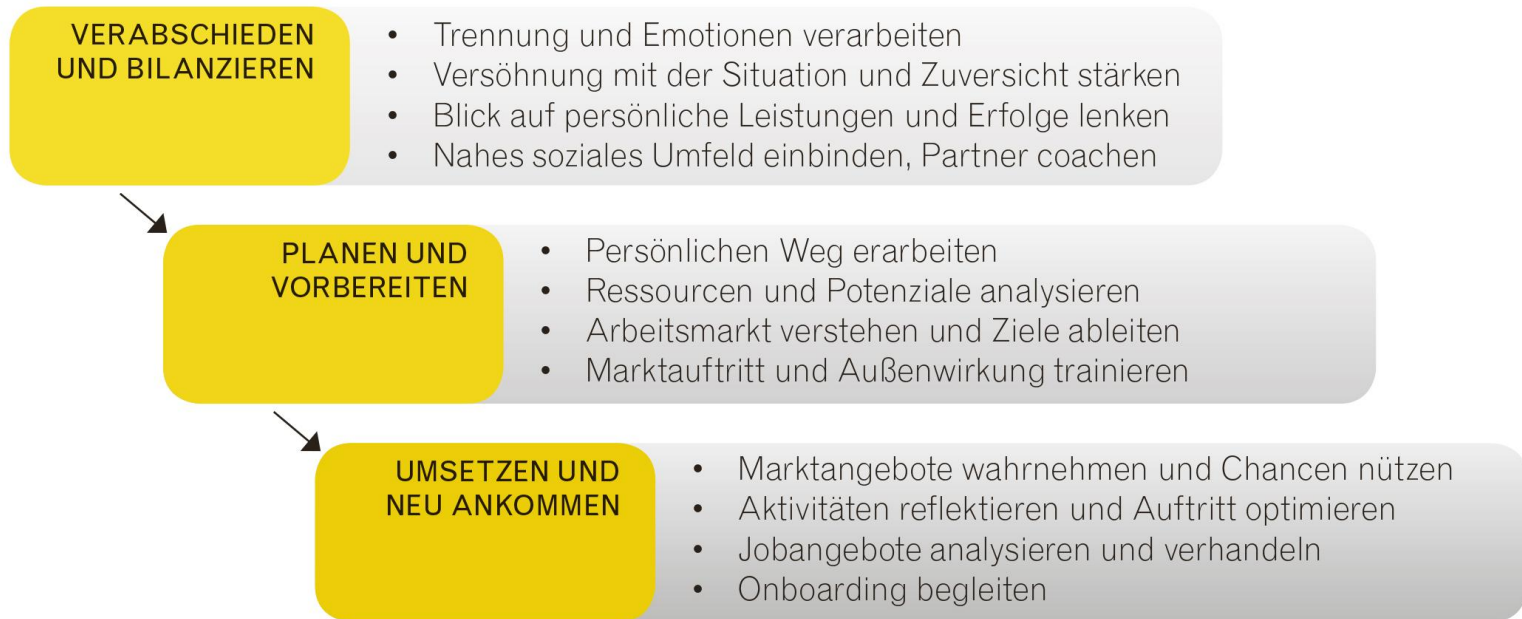 VERABSCHIEDEN
UND BILANZIEREN
• Trennung und Emotionen verarbeiten
• Versöhnung mit der Situation und Zuversicht stärken
• Blick auf persönliche Leistungen und Erfolge lenken
• Nahes soziales Umfeld einbinden, Partner coachen
PLANEN UND
VORBEREITEN
• Persönlichen Weg erarbeiten
• Ressourcen und Potenziale analysieren
• Arbeitsmarkt verstehen und Ziele ableiten
• Marktauftritt und Außenwirkung trainieren
UMSETZEN UND
NEU ANKOMMEN
• Marktangebote wahrnehmen und Chancen nützen
• Aktivitäten reflektieren und Auftritt optimieren
• Jobangebote analysieren und verhandeln
• Onboarding begleiten